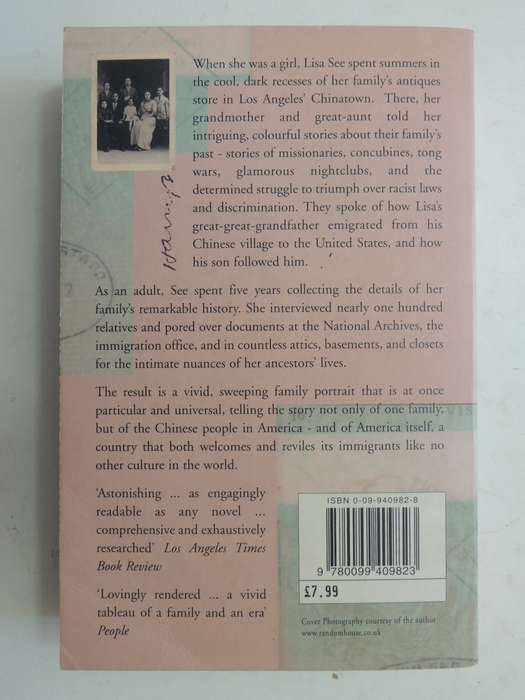 When she was a girl, Lisa See spent summers in
the cool, dark recesses of her family's antiques
store in Los Angeles' Chinatown. There, her
grandmother and great-aunt told her
intriguing, colourful stories about their family's
past - stories of missionaries, concubines, tong
wars, glamorous nightclubs, and the
determined struggle to triumph over racist laws
and discrimination. They spoke of how Lisa's
great-great-grandfather emigrated from his
Chinese village to the United States, and how
his son followed him.
As an adult, See spent five years collecting the details of her
family's remarkable history. She interviewed nearly one hundred
relatives and pored over documents at the National Archives, the
immigration office, and in countless attics, basements, and closets
for the intimate nuances of her ancestors' lives.
The result is a vivid, sweeping family portrait that is at once
particular and universal, telling the story not only of one family,
but of the Chinese people in America - and of America itself, a
country that both welcomes and reviles its immigrants like no
other culture in the world.
'Astonishing ... as engagingly
readable as any novel ...
comprehensive and exhaustively
researched' Los Angeles Times
Book Review
'Lovingly rendered ... a vivid
tableau of a family and an era'
People
ISBN 0-09-940982-8
9 780099 409823
£7.99
Cover Photography courtesy of the author
www.randomhouse.co.uk